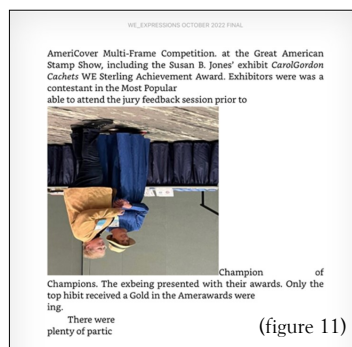 WE_EXPRESSIONS OCTOBER 2022 FINAL
AmeriCover Multi-Frame Competition. at the Great American
Stamp Show, including the Susan B. Jones' exhibit CarolGordon
Cachets WE Sterling Achievement Award. Exhibitors were was a
contestant in the Most Popular
able to attend the jury feedback session prior to
Champion of
Champions. The exbeing presented with their awards. Only the
top hibit received a Gold in the Amerawards were
ing.
There were
plenty of partic
(figure 11)